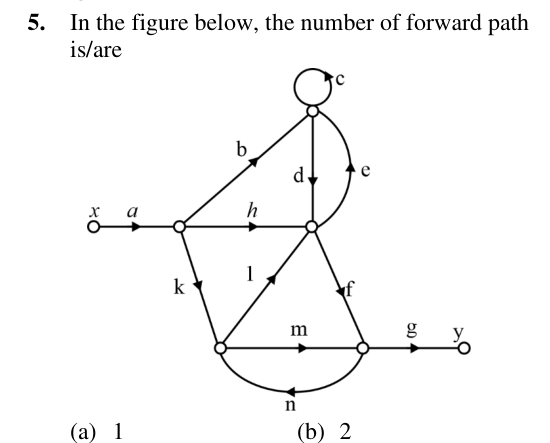 5. In the figure below, the number of forward path
is/are
c
b
d
e
x a
h
k
l
f
m
g
y
n
(a) 1 (b) 2